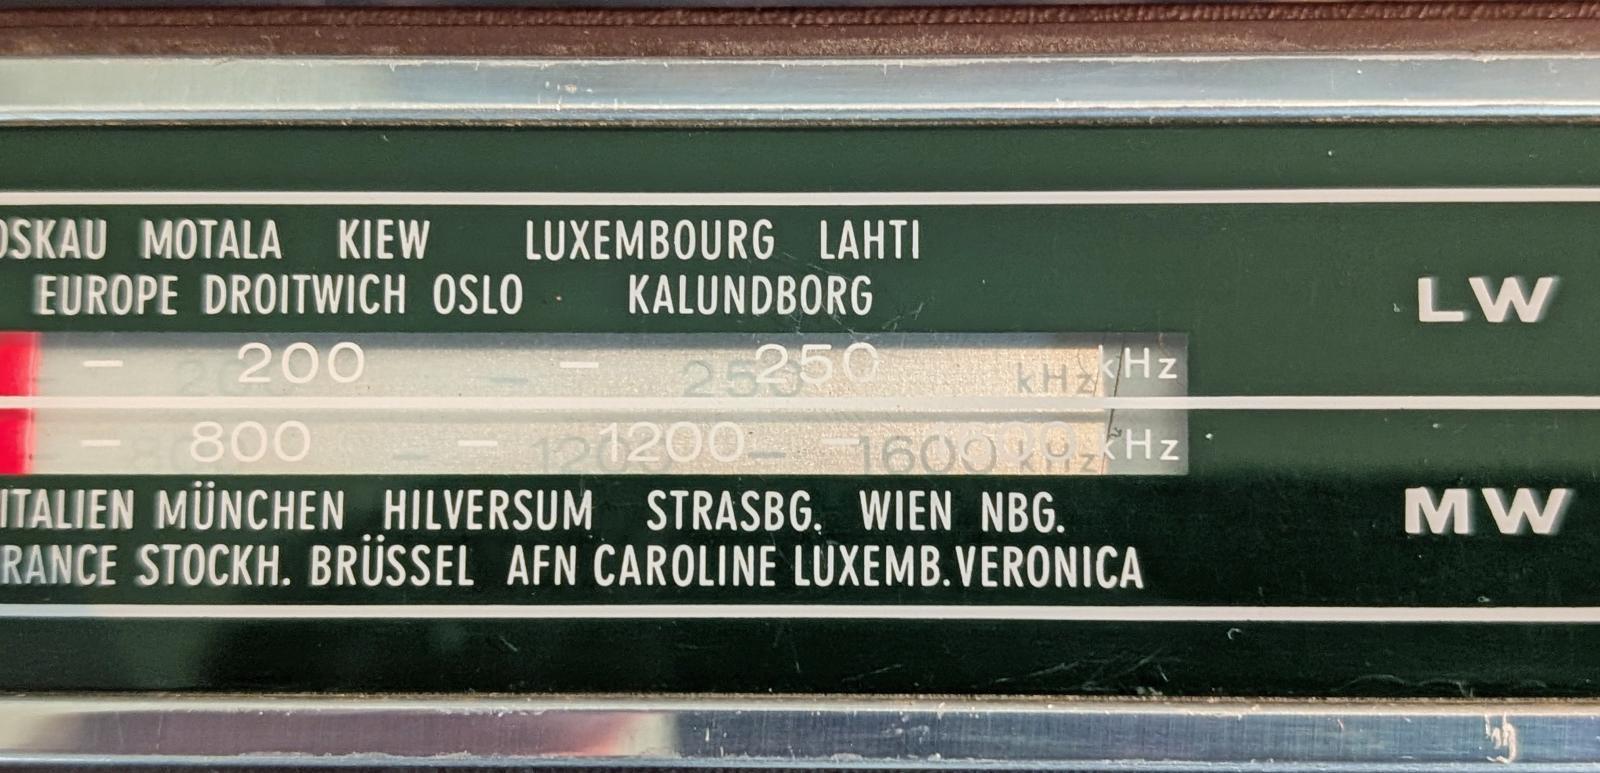 MOTALA KIEW LUXEMBOURG LAHTI
EUROPE DROITWICH OSLO KALUNDBORG
LW
– 200 – 250 kHz
– 800 – 1200 – 1600 kHz
ITALIEN MÜNCHEN HILVERSUM STRASBG. WIEN NBG.
MW
RANCE STOCKH. BRÜSSEL AFN CAROLINE LUXEMB. VERONICA